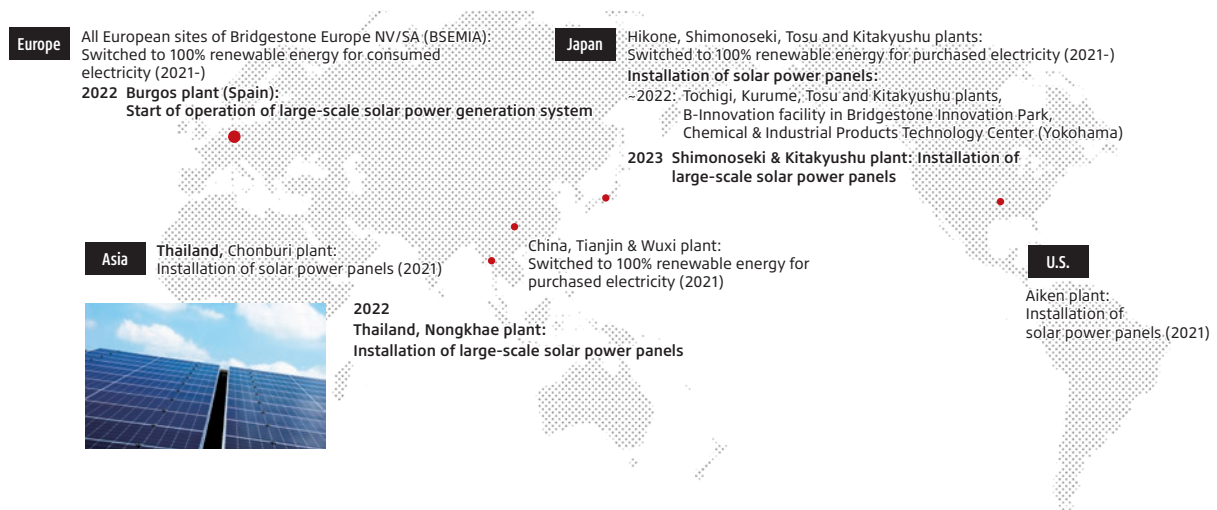 Europe
All European sites of Bridgestone Europe NV/SA (BSEMIA):
Switched to 100% renewable energy for consumed
electricity (2021-)
2022 Burgos plant (Spain):
Start of operation of large-scale solar power generation system
Japan
Hikone, Shimonoseki, Tosu and Kitakyushu plants:
Switched to 100% renewable energy for purchased electricity (2021-)
Installation of solar power panels:
~2022: Tochigi, Kurume, Tosu and Kitakyushu plants,
B-Innovation facility in Bridgestone Innovation Park,
Chemical & Industrial Products Technology Center (Yokohama)
2023 Shimonoseki & Kitakyushu plant: Installation of
large-scale solar power panels
Asia
Thailand, Chonburi plant:
Installation of solar power panels (2021)
China, Tianjin & Wuxi plant:
Switched to 100% renewable energy for
purchased electricity (2021)
2022
Thailand, Nongkhae plant:
Installation of large-scale solar power panels
U.S.
Aiken plant:
Installation of
solar power panels (2021)